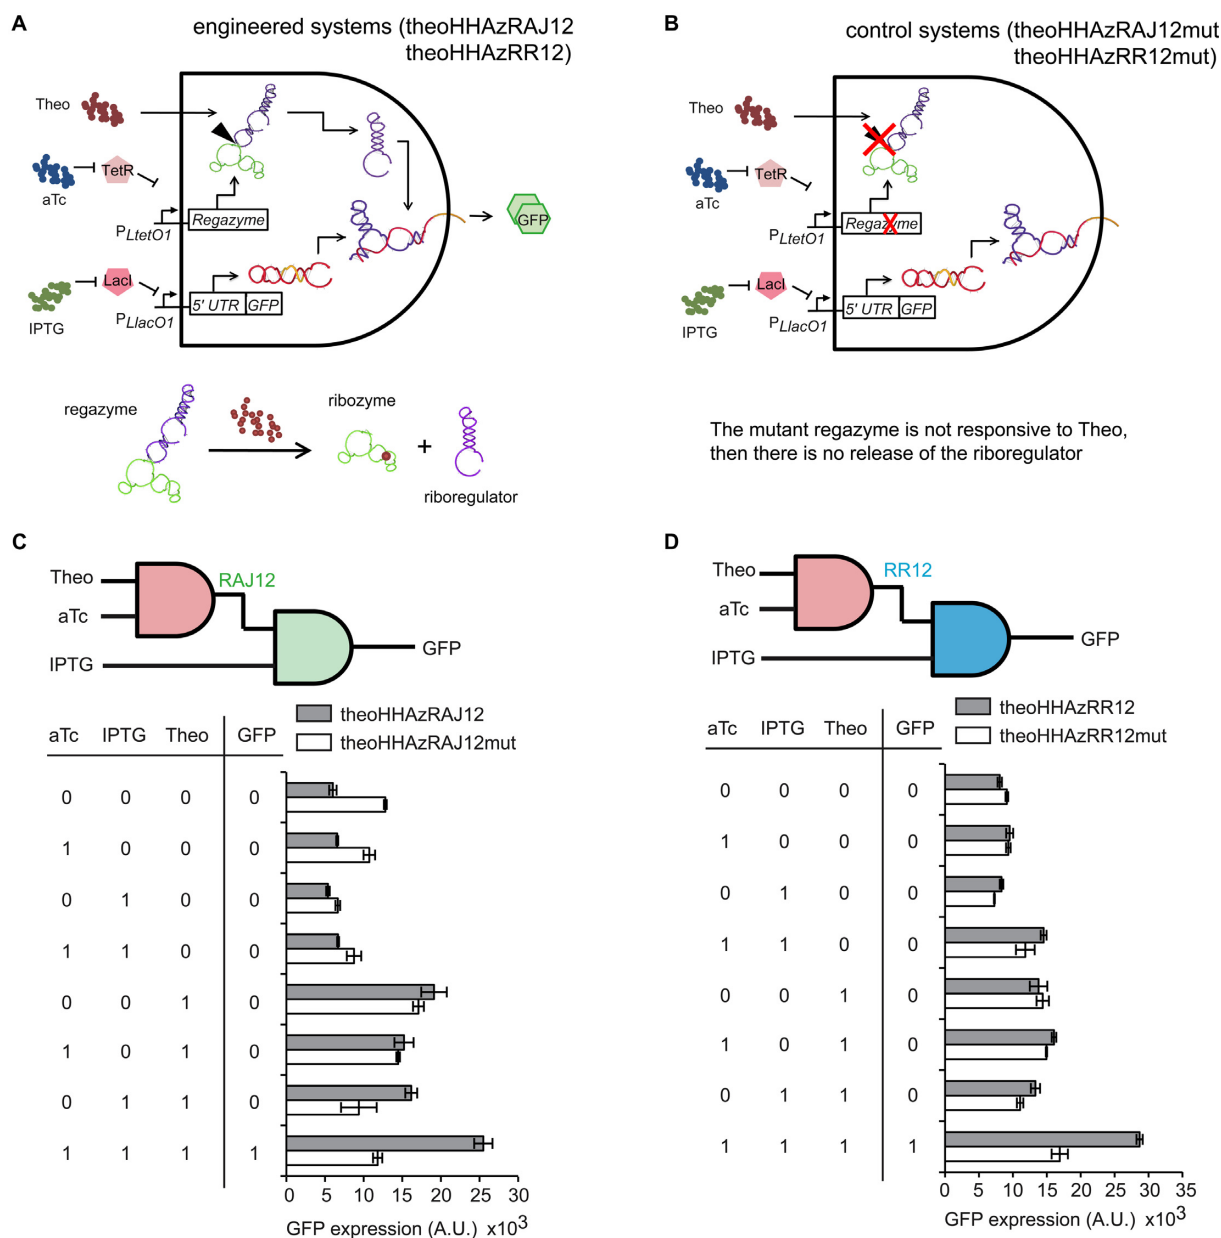 A
engineered systems (theoHHAzRAJ12
theoHHAzRR12)
Theo
aTc
TetR
PLtetO1
Regazyme
GFP
LacI
IPTG
PLlacO1
5' UTR GFP
regazyme
ribozyme
+
riboregulator
B
control systems (theoHHAzRAJ12mut
theoHHAzRR12mut)
Theo
aTc
TetR
PLtetO1
Regazyme
LacI
IPTG
PLlacO1
5' UTR GFP
The mutant regazyme is not responsive to Theo,
then there is no release of the riboregulator
C
Theo
RAJ12
aTc
IPTG
GFP
theoHHAzRAJ12
theoHHAzRAJ12mut
aTc IPTG Theo GFP
0 0 0 0
1 0 0 0
0 1 0 0
1 1 0 0
0 0 1 0
1 0 1 0
0 1 1 0
1 1 1 1
0 5 10 15 20 25 30
GFP expression (A.U.) x10³
D
Theo
RR12
aTc
IPTG
GFP
theoHHAzRR12
theoHHAzRR12mut
aTc IPTG Theo GFP
0 0 0 0
1 0 0 0
0 1 0 0
1 1 0 0
0 0 1 0
1 0 1 0
0 1 1 0
1 1 1 1
0 5 10 15 20 25 30 35
GFP expression (A.U.) x10³